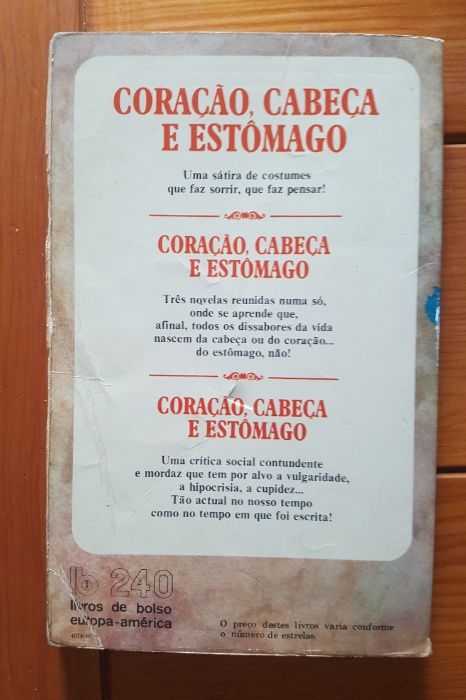 CORAÇÃO, CABEÇA
E ESTÔMAGO
Uma sátira de costumes
que faz sorrir, que faz pensar!
CORAÇÃO, CABEÇA
E ESTÔMAGO
Três novelas reunidas numa só,
onde se aprende que,
afinal, todos os dissabores da vida
nascem da cabeça ou do coração...
do estômago, não!
CORAÇÃO, CABEÇA
E ESTÔMAGO
Uma crítica social contundente
e mordaz que tem por alvo a vulgaridade,
a hipocrisia, a cupidez...
Tão actual no nosso tempo
como no tempo em que foi escrita!
lb 240
livros de bolso
europa-américa
O preço destes livros varia conforme
o número de estrelas.